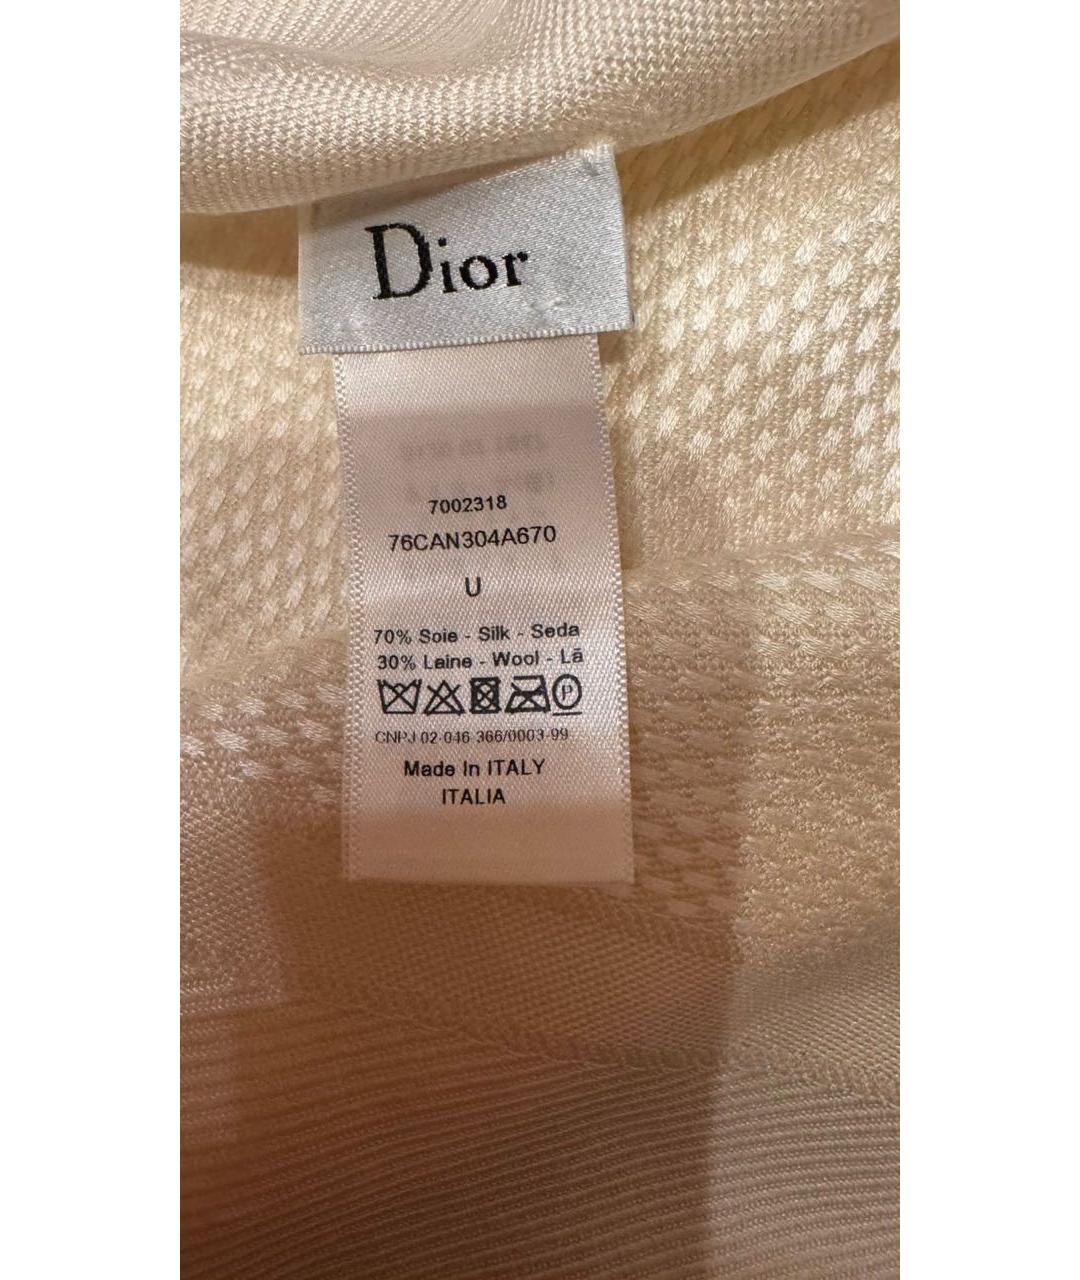 Dior
7002318
76CAN304A670
U
70% Soie - Silk - Seda
30% Laine - Wool - Lã
P
CNPJ 02 046 366/0003-99
Made In ITALY
ITALIA